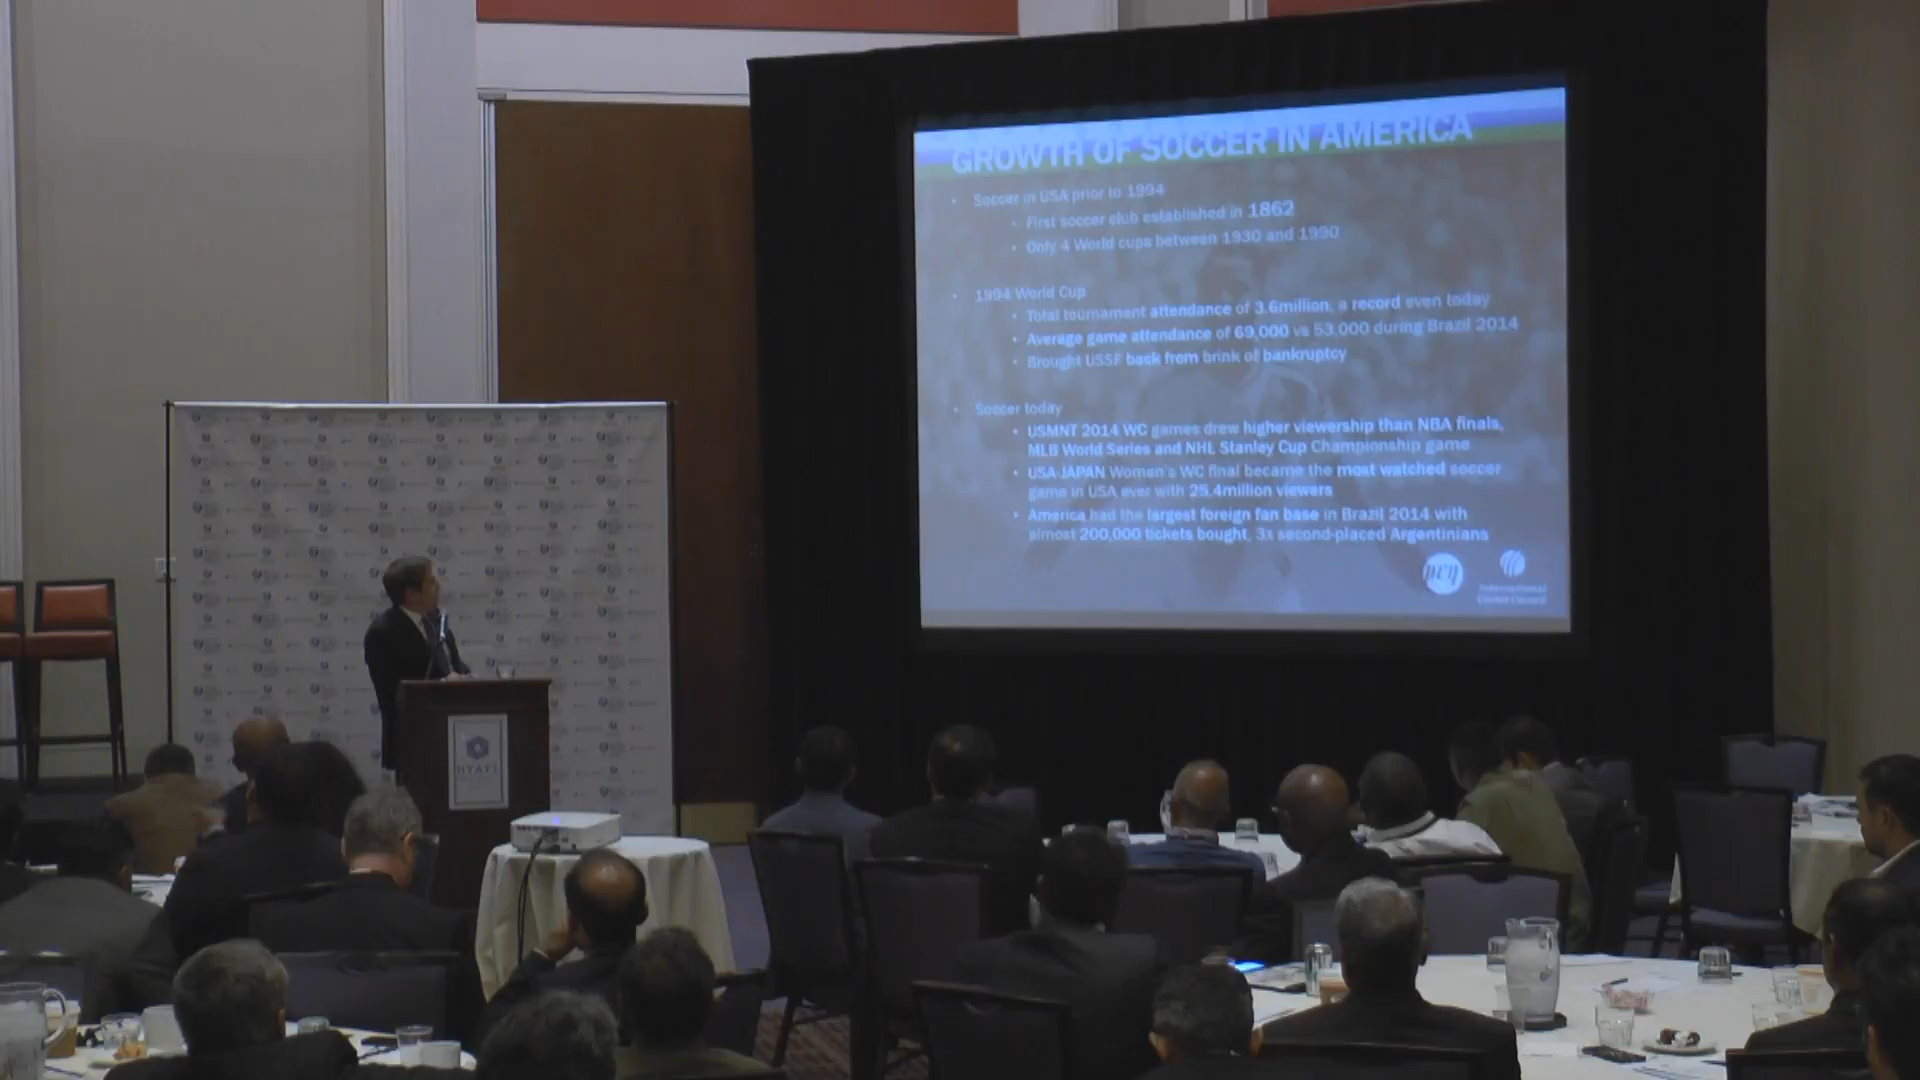 GROWTH OF SOCCER IN AMERICA
• Soccer in USA prior to 1994
• First soccer club established in 1862
• Only 4 World cups between 1930 and 1990
• 1994 World Cup
• Total tournament attendance of 3.6million, a record even today
• Average game attendance of 69,000 vs 53,000 during Brazil 2014
• Brought USSF back from brink of bankruptcy
• Soccer today
• USMNT 2014 WC games drew higher viewership than NBA finals,
MLB World Series and NHL Stanley Cup Championship game
• USA-JAPAN Women's WC final became the most watched soccer
game in USA ever with 25.4million viewers
• America had the largest foreign fan base in Brazil 2014 with
almost 200,000 tickets bought, 3x second-placed Argentinians
International
Cricket Council
HYATT